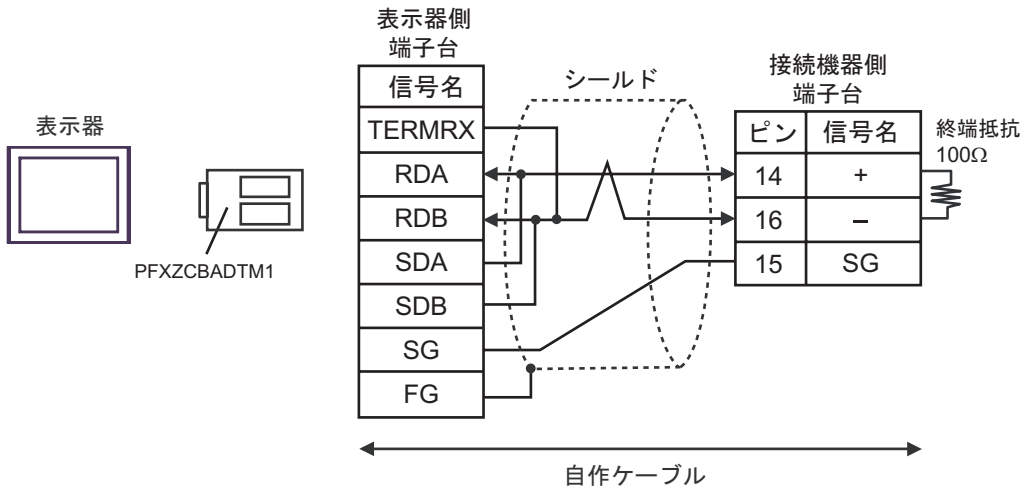 表示器
PFXZCBADTM1
表示器側
端子台
信号名
TERMRX
RDA
RDB
SDA
SDB
SG
FG
シールド
接続機器側
端子台
ピン 信号名
14 +
16 –
15 SG
終端抵抗
100Ω
自作ケーブル